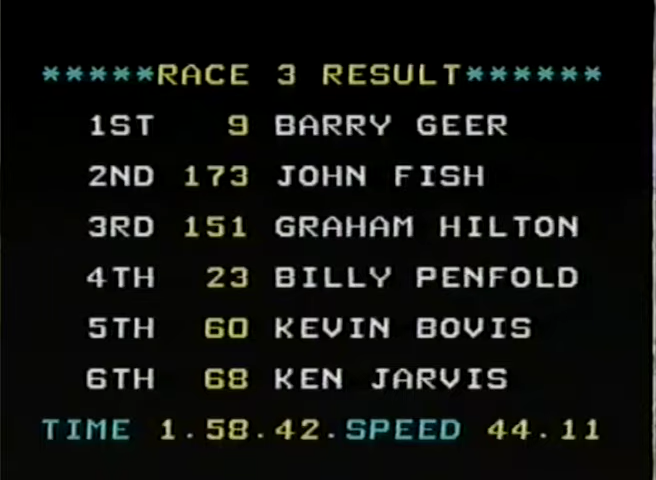 *****RACE 3 RESULT******
1ST 9 BARRY GEER
2ND 173 JOHN FISH
3RD 151 GRAHAM HILTON
4TH 23 BILLY PENFOLD
5TH 60 KEVIN BOVIS
6TH 68 KEN JARVIS
TIME 1.58.42.SPEED 44.11